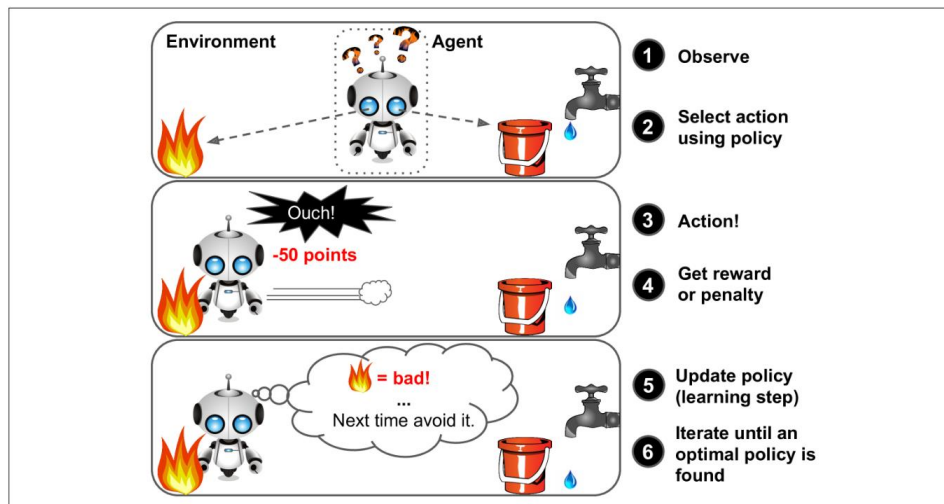 Environment
Agent
? ? ?
1 Observe
2 Select action
using policy
Ouch!
-50 points
3 Action!
4 Get reward
or penalty
= bad!
...
Next time avoid it.
5 Update policy
(learning step)
6 Iterate until an
optimal policy is
found